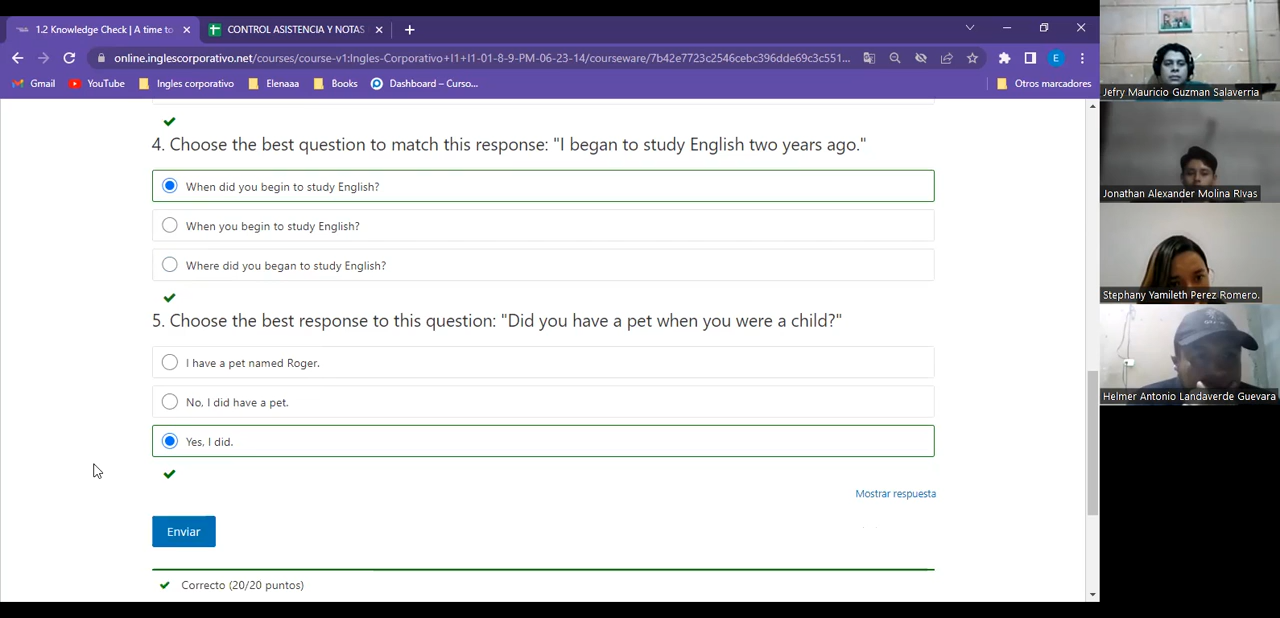 1.2 Knowledge Check | A time to
CONTROL ASISTENCIA Y NOTAS
online.inglescorporativo.net/courses/course-v1:Ingles-Corporativo+I1+I1-01-8-9-PM-06-23-14/courseware/7b42e7723c2546cebc396dde69c3c551...
E
Gmail
YouTube
Ingles corporativo
Elenaaa
Books
Dashboard – Curso...
Otros marcadores
4. Choose the best question to match this response: "I began to study English two years ago."
When did you begin to study English?
When you begin to study English?
Where did you began to study English?
5. Choose the best response to this question: "Did you have a pet when you were a child?"
I have a pet named Roger.
No, I did have a pet.
Yes, I did.
Mostrar respuesta
Enviar
Correcto (20/20 puntos)
Jefry Mauricio Guzman Salaverria
Jonathan Alexander Molina Rivas
Stephany Yamileth Perez Romero.
Helmer Antonio Landaverde Guevara